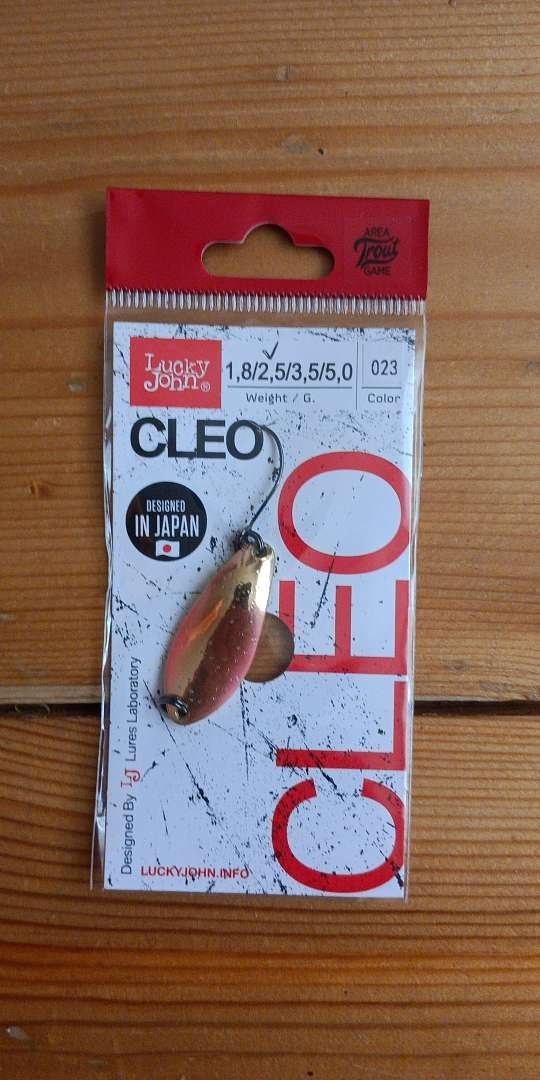 AREA
Trout
GAME
Lucky
John®
1,8/2,5/3,5/5,0
Weight / G.
023
Color
CLEO
DESIGNED
IN JAPAN
CLEO
Designed By LJ Lures Laboratory
LUCKYJOHN.INFO